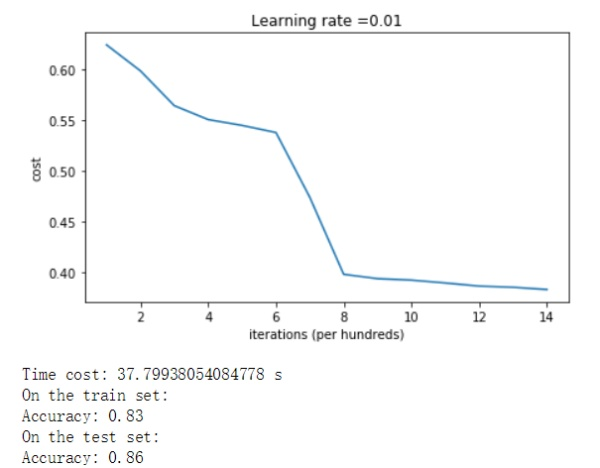 Learning rate =0.01
0.60
0.55
0.50
0.45
0.40
cost
2 4 6 8 10 12 14
iterations (per hundreds)
Time cost: 37.79938054084778 s
On the train set:
Accuracy: 0.83
On the test set:
Accuracy: 0.86